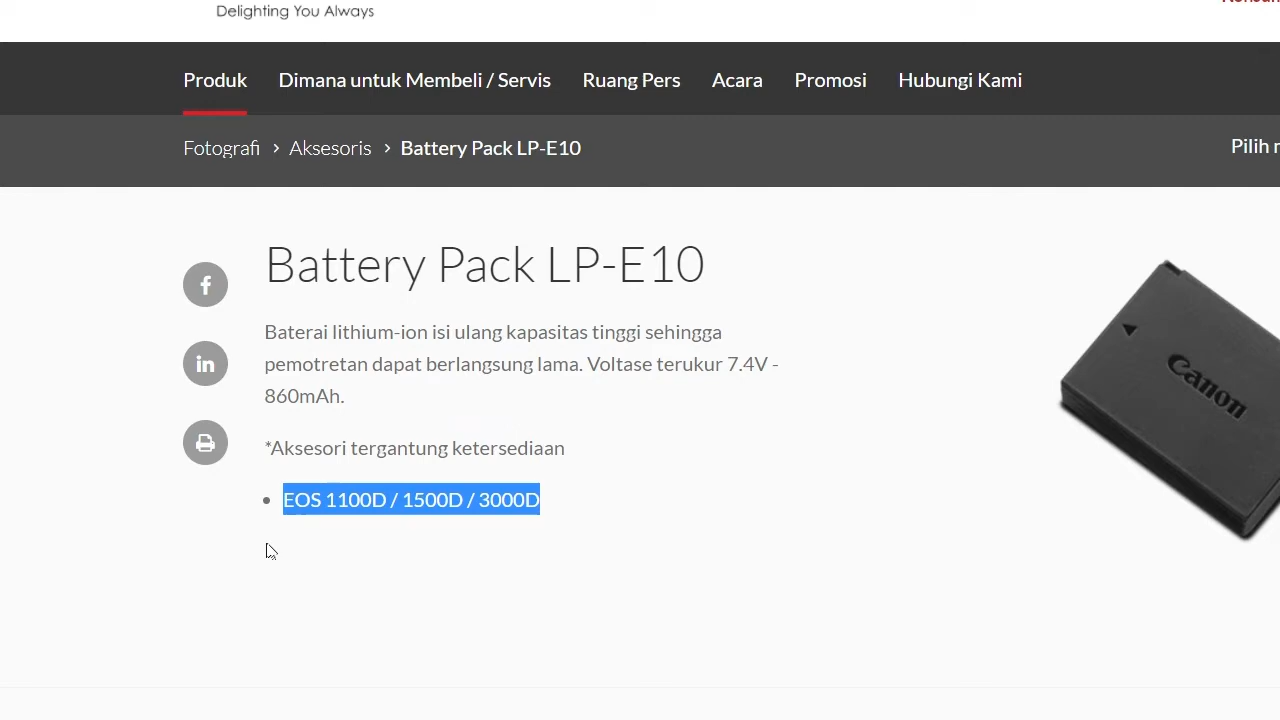 Delighting You Always
Produk Dimana untuk Membeli / Servis Ruang Pers Acara Promosi Hubungi Kami
Fotografi > Aksesoris > Battery Pack LP-E10 Pilih
Battery Pack LP-E10
Baterai lithium-ion isi ulang kapasitas tinggi sehingga
pemotretan dapat berlangsung lama. Voltase terukur 7.4V -
860mAh.
*Aksesori tergantung ketersediaan
• EOS 1100D / 1500D / 3000D
Canon